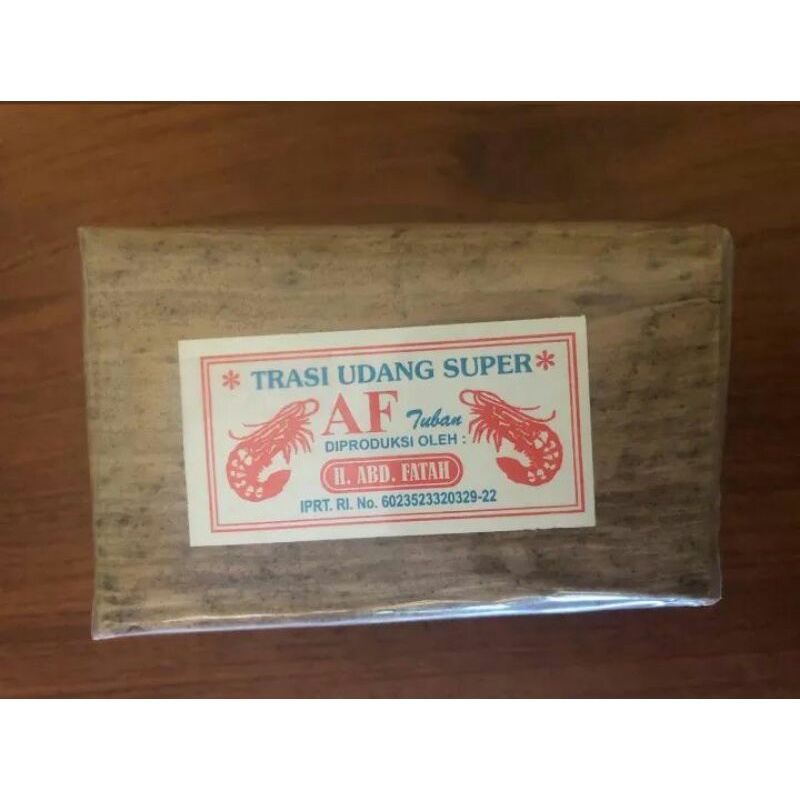 * TRASI UDANG SUPER *
AF Tuban
DIPRODUKSI OLEH :
H. ABD. FATAH
IPRT. RI. No. 6023523320329-22